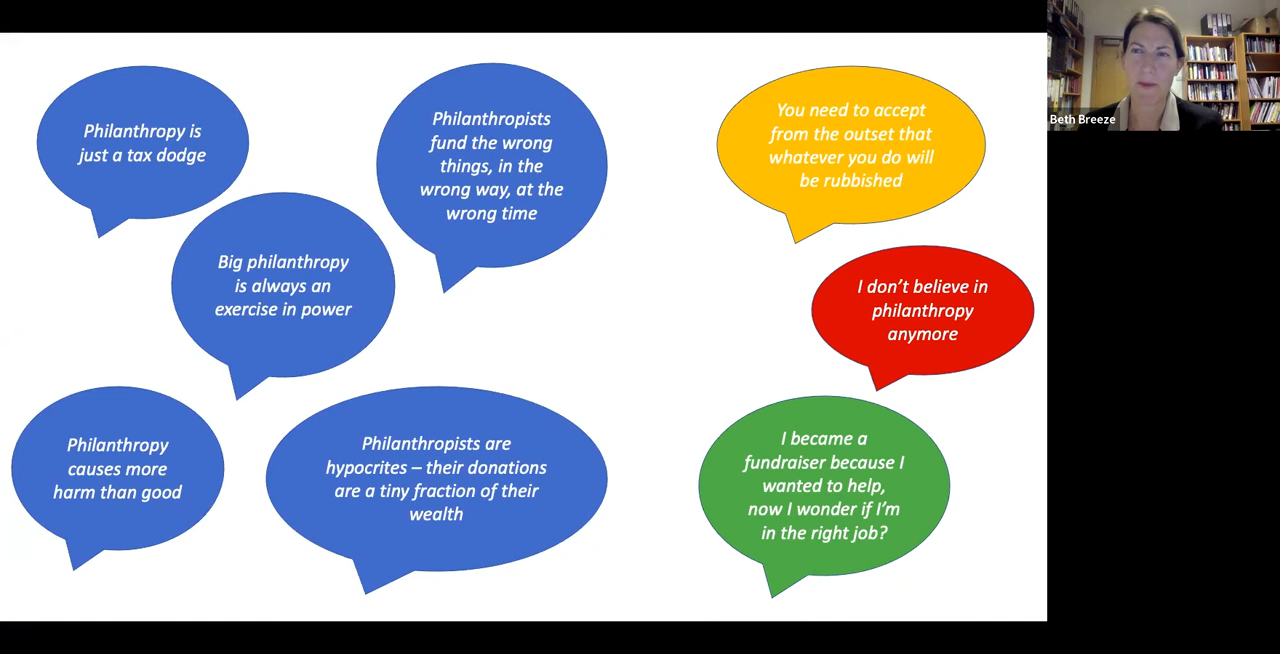 Philanthropy is
just a tax dodge
Philanthropists
fund the wrong
things, in the
wrong way, at the
wrong time
Big philanthropy
is always an
exercise in power
Philanthropy
causes more
harm than good
Philanthropists are
hypocrites – their donations
are a tiny fraction of their
wealth
You need to accept
from the outset that
whatever you do will
be rubbished
I don’t believe in
philanthropy
anymore
I became a
fundraiser because I
wanted to help,
now I wonder if I’m
in the right job?
Beth Breeze